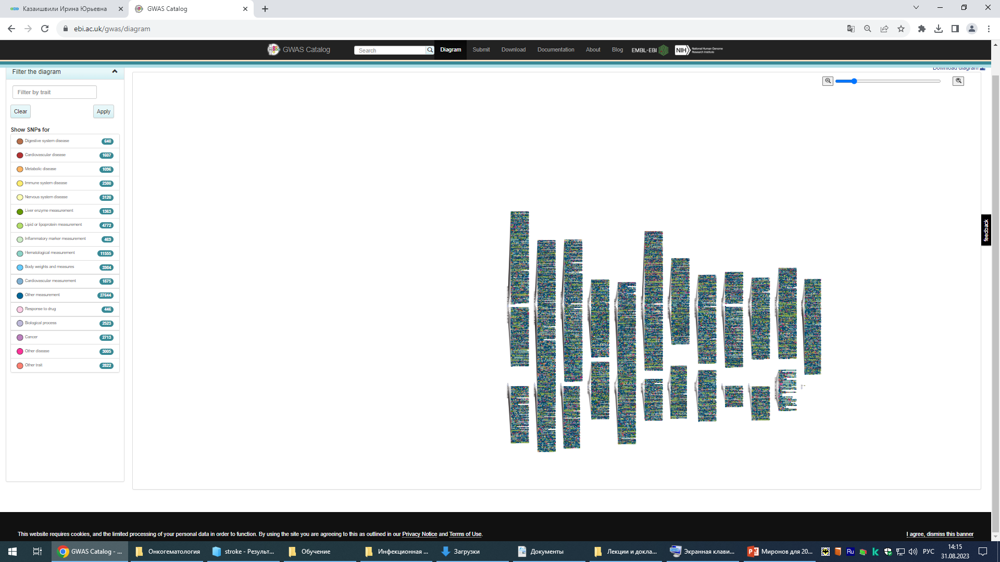 Казаишвили Ирина Юрьевна
GWAS Catalog
ebi.ac.uk/gwas/diagram
GWAS Catalog
Search
Diagram
Submit
Download
Documentation
About
Blog
EMBL-EBI
NIH
National Human Genome
Research Institute
Download diagram
Filter the diagram
Filter by trait
Clear
Apply
Show SNPs for
Digestive system disease 640
Cardiovascular disease 1607
Metabolic disease 1096
Immune system disease 2380
Nervous system disease 3120
Liver enzyme measurement 1363
Lipid or lipoprotein measurement 4772
Inflammatory marker measurement 469
Hematological measurement 11555
Body weights and measures 3984
Cardiovascular measurement 1875
Other measurement 27644
Response to drug 446
Biological process 2523
Cancer 2713
Other disease 3005
Other trait 2822
feedback
This website requires cookies, and the limited processing of your personal data in order to function. By using the site you are agreeing to this as outlined in our Privacy Notice and Terms of Use.
I agree, dismiss this banner
GWAS Catalog - ...
Онкогематология
stroke - Результ...
Обучение
Инфекционная ...
Загрузки
Документы
Лекции и докла...
Экранная клави...
Миронов для 20...
Ru
РУС
14:15
31.08.2023